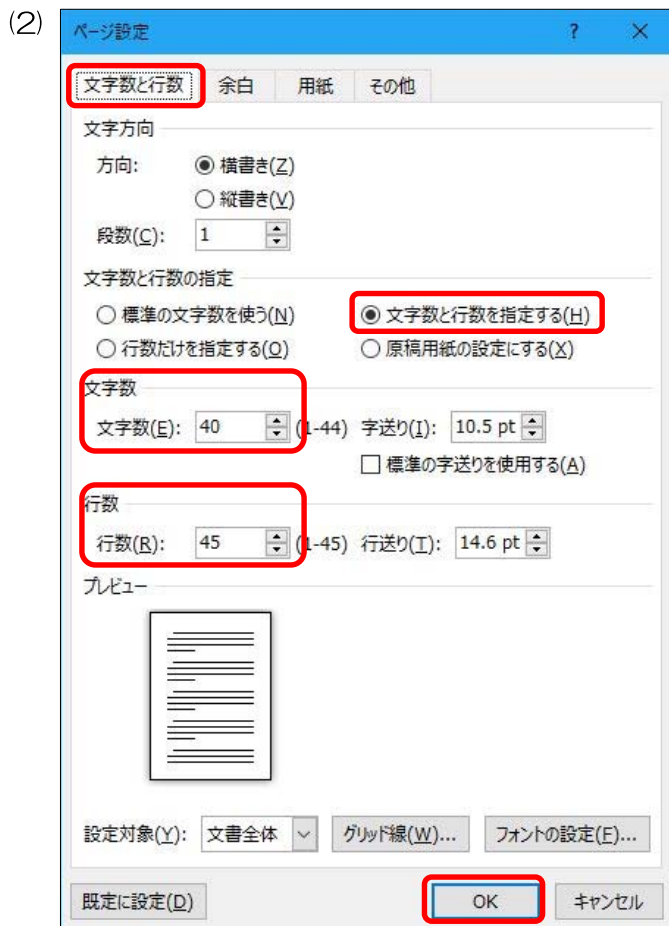 (2)
ページ設定 ?
文字数と行数 余白 用紙 その他
文字方向
方向: 横書き(Z)
縦書き(V)
段数(C): 1
文字数と行数の指定
標準の文字数を使う(N) 文字数と行数を指定する(H)
行数だけを指定する(O) 原稿用紙の設定にする(X)
文字数
文字数(E): 40 (1-44) 字送り(I): 10.5 pt
標準の字送りを使用する(A)
行数
行数(R): 45 (1-45) 行送り(T): 14.6 pt
プレビュー
設定対象(Y): 文書全体 グリッド線(W)... フォントの設定(F)...
既定に設定(D) OK キャンセル